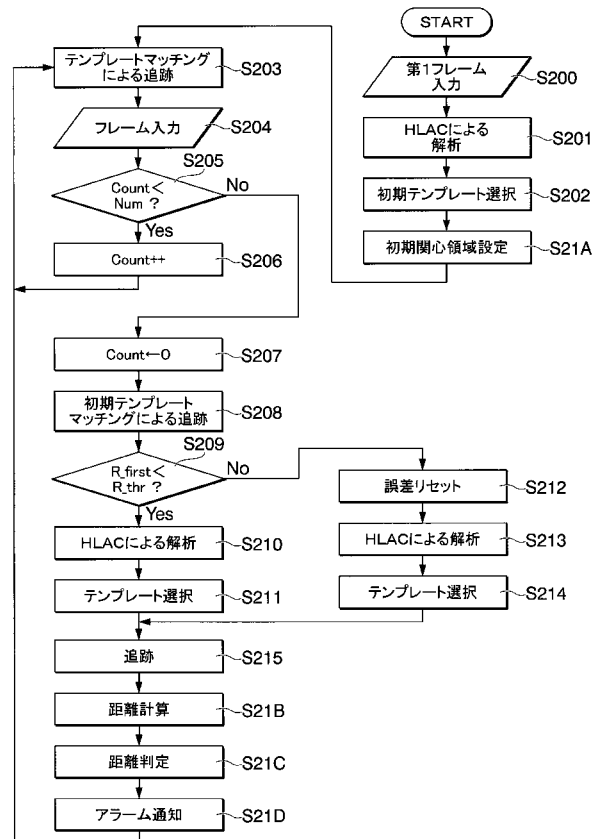 START
第1フレーム
入力
S200
HLACによる
解析
S201
初期テンプレート選択
S202
初期関心領域設定
S21A
テンプレートマッチング
による追跡
S203
フレーム入力
S204
S205
Count<
Num ?
No
Yes
Count++
S206
Count←0
S207
初期テンプレート
マッチングによる追跡
S208
S209
R_first<
R_thr ?
No
Yes
HLACによる解析
S210
テンプレート選択
S211
誤差リセット
S212
HLACによる解析
S213
テンプレート選択
S214
追跡
S215
距離計算
S21B
距離判定
S21C
アラーム通知
S21D